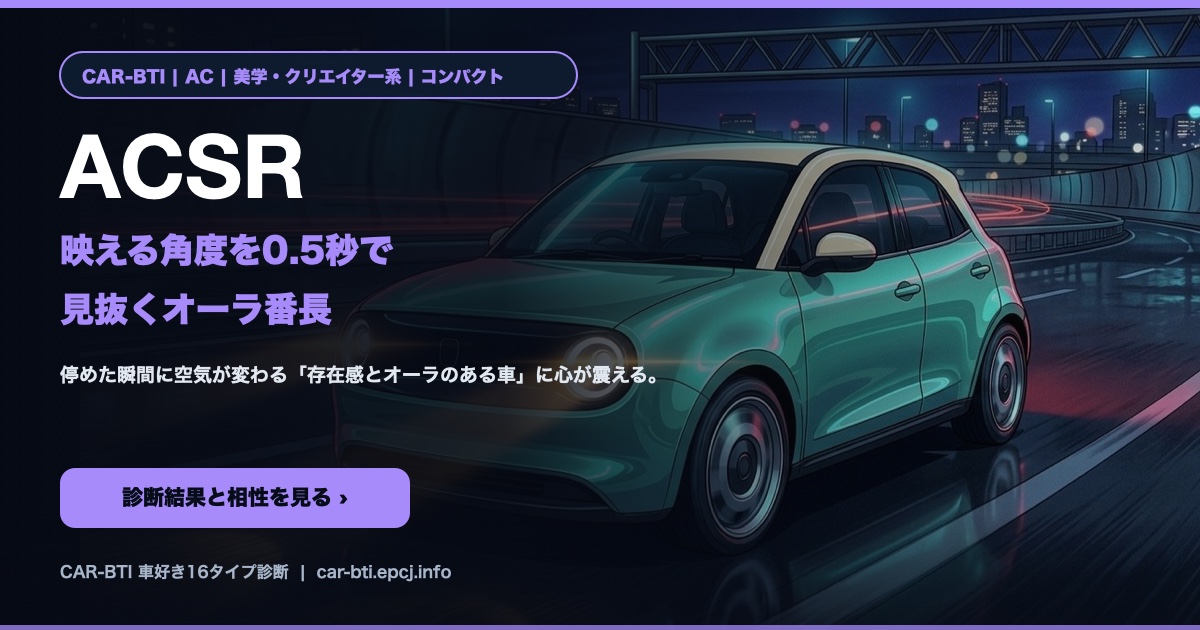 CAR-BTI | AC | 美学・クリエイター系 | コンパクト
ACSR
映える角度を0.5秒で
見抜くオーラ番長
停めた瞬間に空気が変わる「存在感とオーラのある車」に心が震える。
診断結果と相性を見る ›
CAR-BTI 車好き16タイプ診断 | car-bti.epcj.info